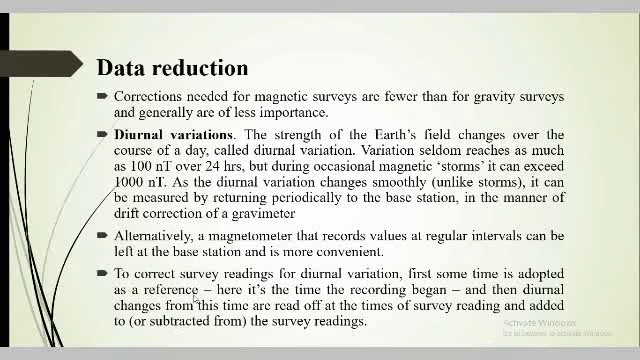 Data reduction
Corrections needed for magnetic surveys are fewer than for gravity surveys
and generally are of less importance.
Diurnal variations. The strength of the Earth's field changes over the
course of a day, called diurnal variation. Variation seldom reaches as much
as 100 nT over 24 hrs, but during occasional magnetic 'storms' it can exceed
1000 nT. As the diurnal variation changes smoothly (unlike storms), it can
be measured by returning periodically to the base station, in the manner of
drift correction of a gravimeter
Alternatively, a magnetometer that records values at regular intervals can be
left at the base station and is more convenient.
To correct survey readings for diurnal variation, first some time is adopted
as a reference – here it's the time the recording began – and then diurnal
changes from this time are read off at the times of survey reading and added
to (or subtracted from) the survey readings.
Activate Windows
Go to Settings to activate Windows.